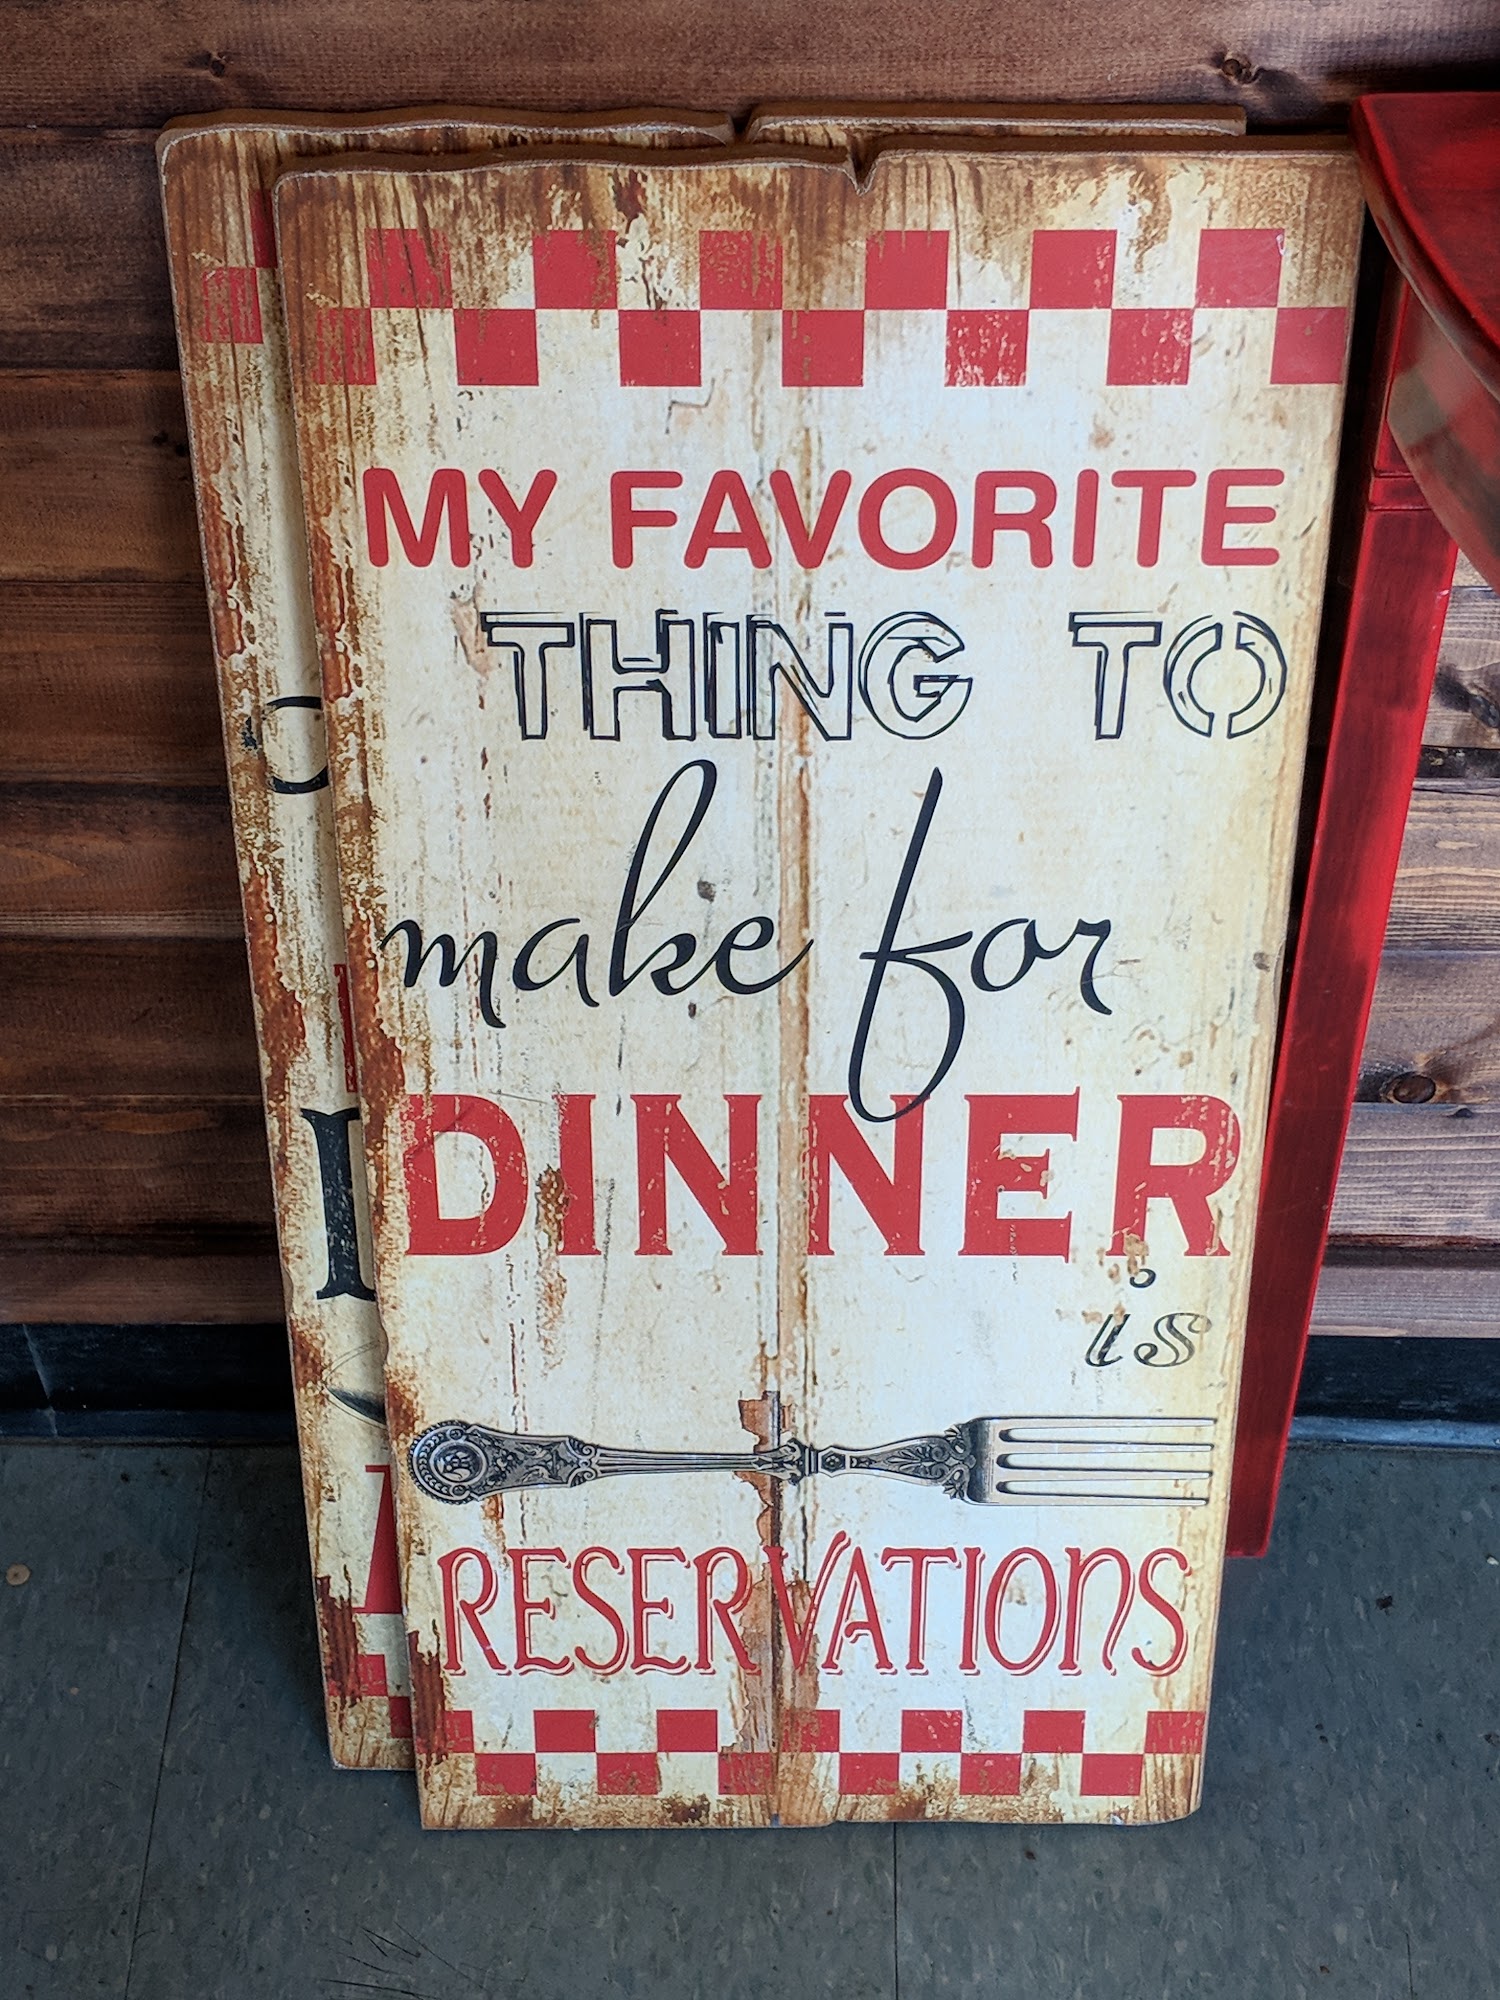 MY FAVORITE
THING TO
make for
DINNER
is
RESERVATIONS